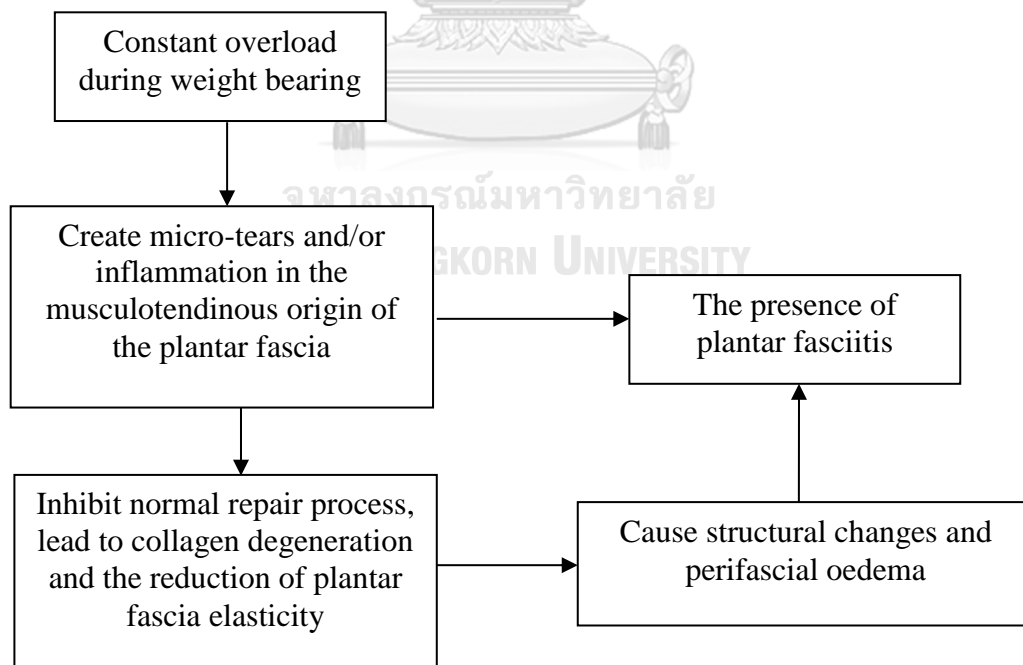 Constant overload
during weight bearing
จุฬาลงกรณ์มหาวิทยาลัย
GKORN UNIVERSITY
Create micro-tears and/or
inflammation in the
musculotendinous origin of
the plantar fascia
The presence of
plantar fasciitis
Inhibit normal repair process,
lead to collagen degeneration
and the reduction of plantar
fascia elasticity
Cause structural changes and
perifascial oedema